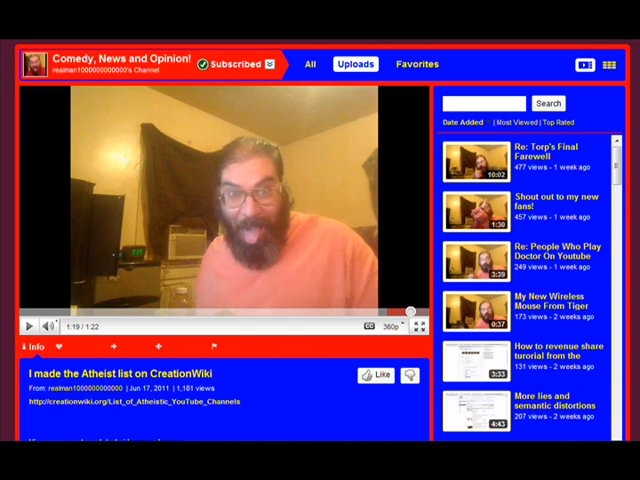 Comedy, News and Opinion!
realman1000000000000's Channel
Subscribed
All
Uploads
Favorites
Search
Date Added | Most Viewed | Top Rated
Re: Torp's Final
Farewell
477 views - 1 week ago
10:02
Shout out to my new
fans!
457 views - 1 week ago
1:30
Re: People Who Play
Doctor On Youtube
249 views - 1 week ago
3:39
My New Wireless
Mouse From Tiger
173 views - 2 weeks ago
0:37
How to revenue share
turorial from the
131 views - 2 weeks ago
3:33
More lies and
semantic distortions
207 views - 2 weeks ago
4:43
1:19 / 1:22
CC
360p
Info
I made the Atheist list on CreationWiki
Like
From: realman1000000000000 | Jun 17, 2011 | 1,181 views
http://creationwiki.org/List_of_Atheistic_YouTube_Channels